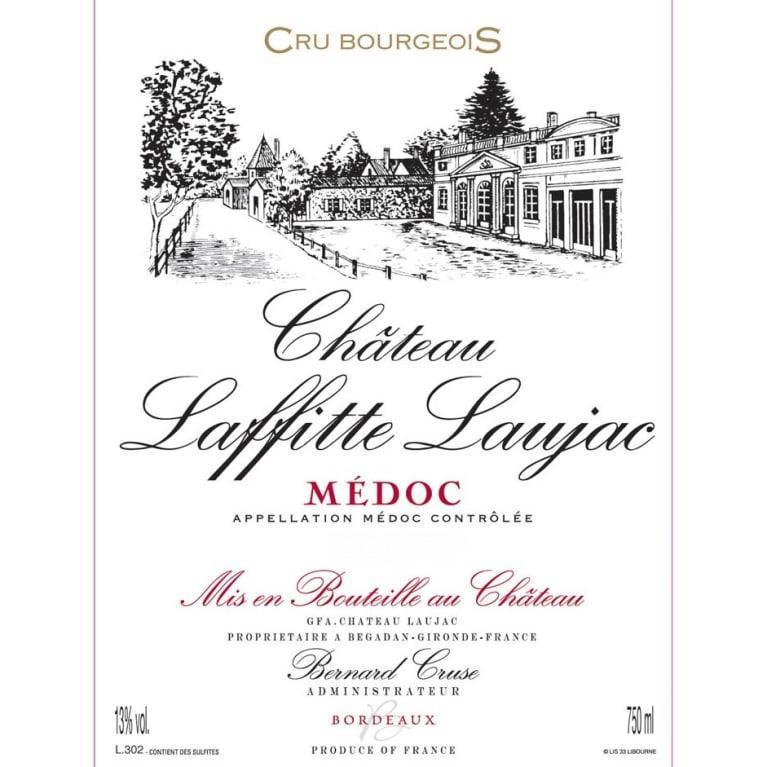 CRU BOURGEOIS
Château
Laffitte Laujac
MÉDOC
APPELLATION MÉDOC CONTRÔLÉE
Mis en Bouteille au Château
GFA.CHATEAU LAUJAC
PROPRIETAIRE A BEGADAN-GIRONDE-FRANCE
Bernard Cruse
ADMINISTRATEUR
13% vol.
BORDEAUX
750 ml
L.302 - CONTIENT DES SULFITES
PRODUCE OF FRANCE
© LIS 33 LIBOURNE